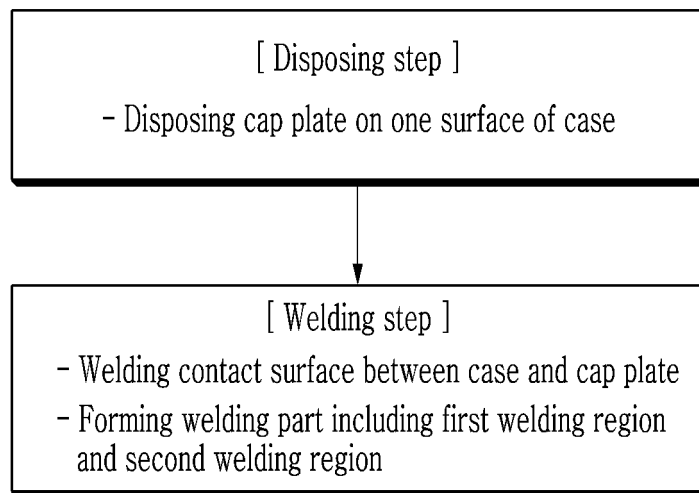 [ Disposing step ]
- Disposing cap plate on one surface of case
[ Welding step ]
- Welding contact surface between case and cap plate
- Forming welding part including first welding region
and second welding region